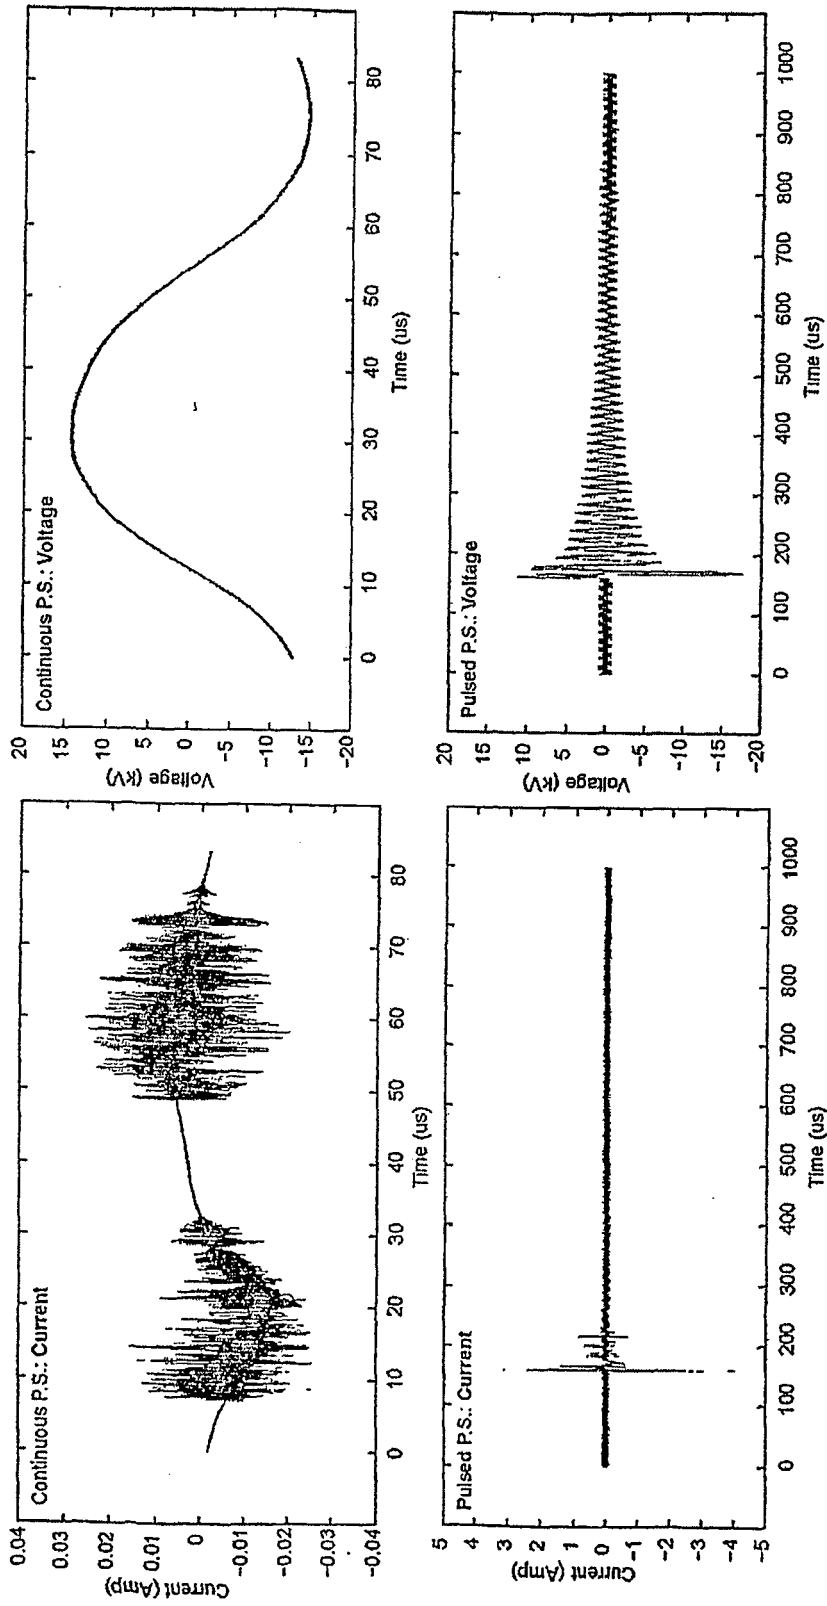 Continuous P.S.: Current
0.04
0.03
0.02
0.01
0
-0.01
-0.02
-0.03
-0.04
Current (Amp)
0 10 20 30 40 50 60 70 80
Time (us)
Continuous P.S.: Voltage
20
15
10
5
0
-5
-10
-15
-20
Voltage (kV)
0 10 20 30 40 50 60 70 80
Time (us)
Pulsed P.S.: Current
5
4
3
2
1
0
-1
-2
-3
-4
-5
Current (Amp)
0 100 200 300 400 500 600 700 800 900 1000
Time (us)
Pulsed P.S.: Voltage
20
15
10
5
0
-5
-10
-15
-20
Voltage (kV)
0 100 200 300 400 500 600 700 800 900 1000
Time (us)